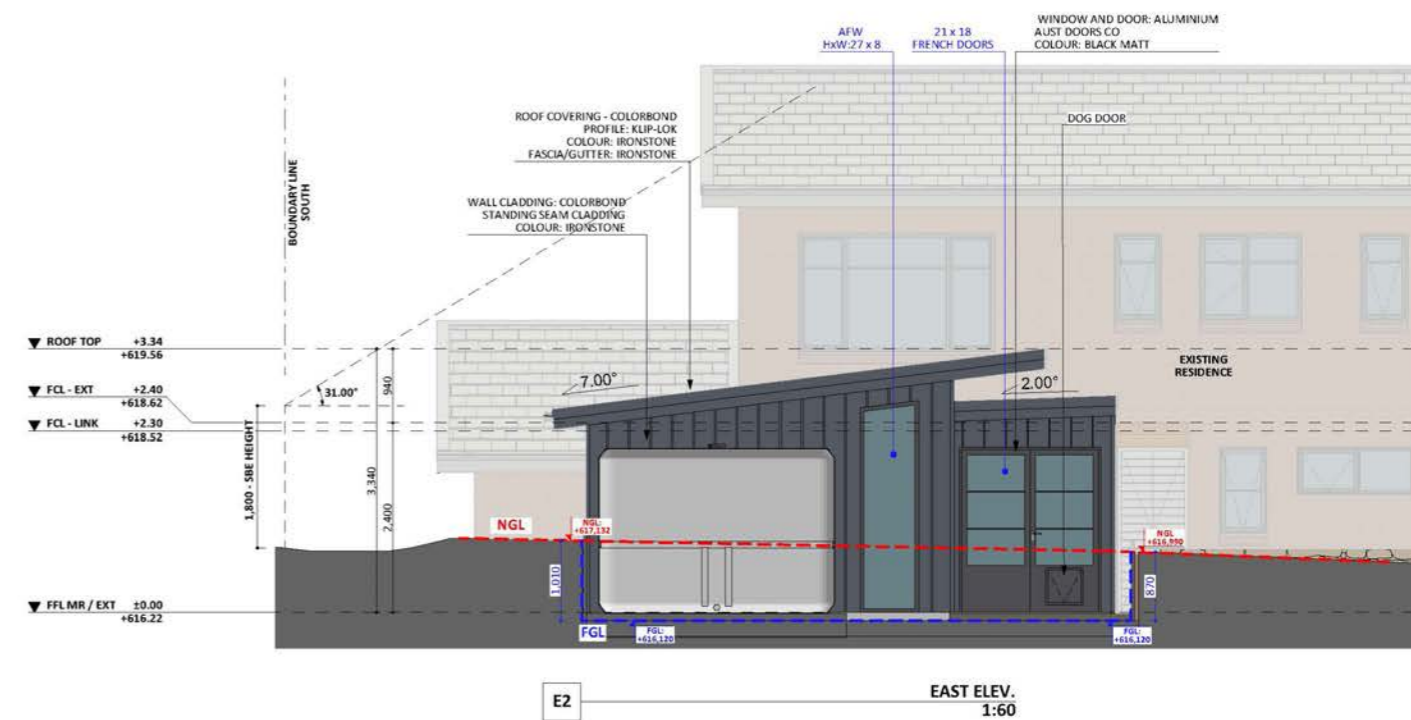 WINDOW AND DOOR: ALUMINIUM
AUST DOORS CO
COLOUR: BLACK MATT
AFW
HxW:27 x 8
21 x 18
FRENCH DOORS
ROOF COVERING - COLORBOND
PROFILE: KLIP-LOK
COLOUR: IRONSTONE
FASCIA/GUTTER: IRONSTONE
DOG DOOR
BOUNDARY LINE
SOUTH
WALL CLADDING: COLORBOND
STANDING SEAM CLADDING
COLOUR: IRONSTONE
ROOF TOP +3.34
+619.56
EXISTING
RESIDENCE
FCL - EXT +2.40
+618.62
31.00°
940
7.00°
2.00°
FCL - LINK +2.30
+618.52
1,800 - SBE HEIGHT
3,340
2,400
NGL
NGL:
+617,132
NGL
+616,990
1,010
870
FFL MR / EXT ±0.00
+616.22
FGL
FGL:
+616,120
FGL:
+616,120
E2
EAST ELEV.
1:60